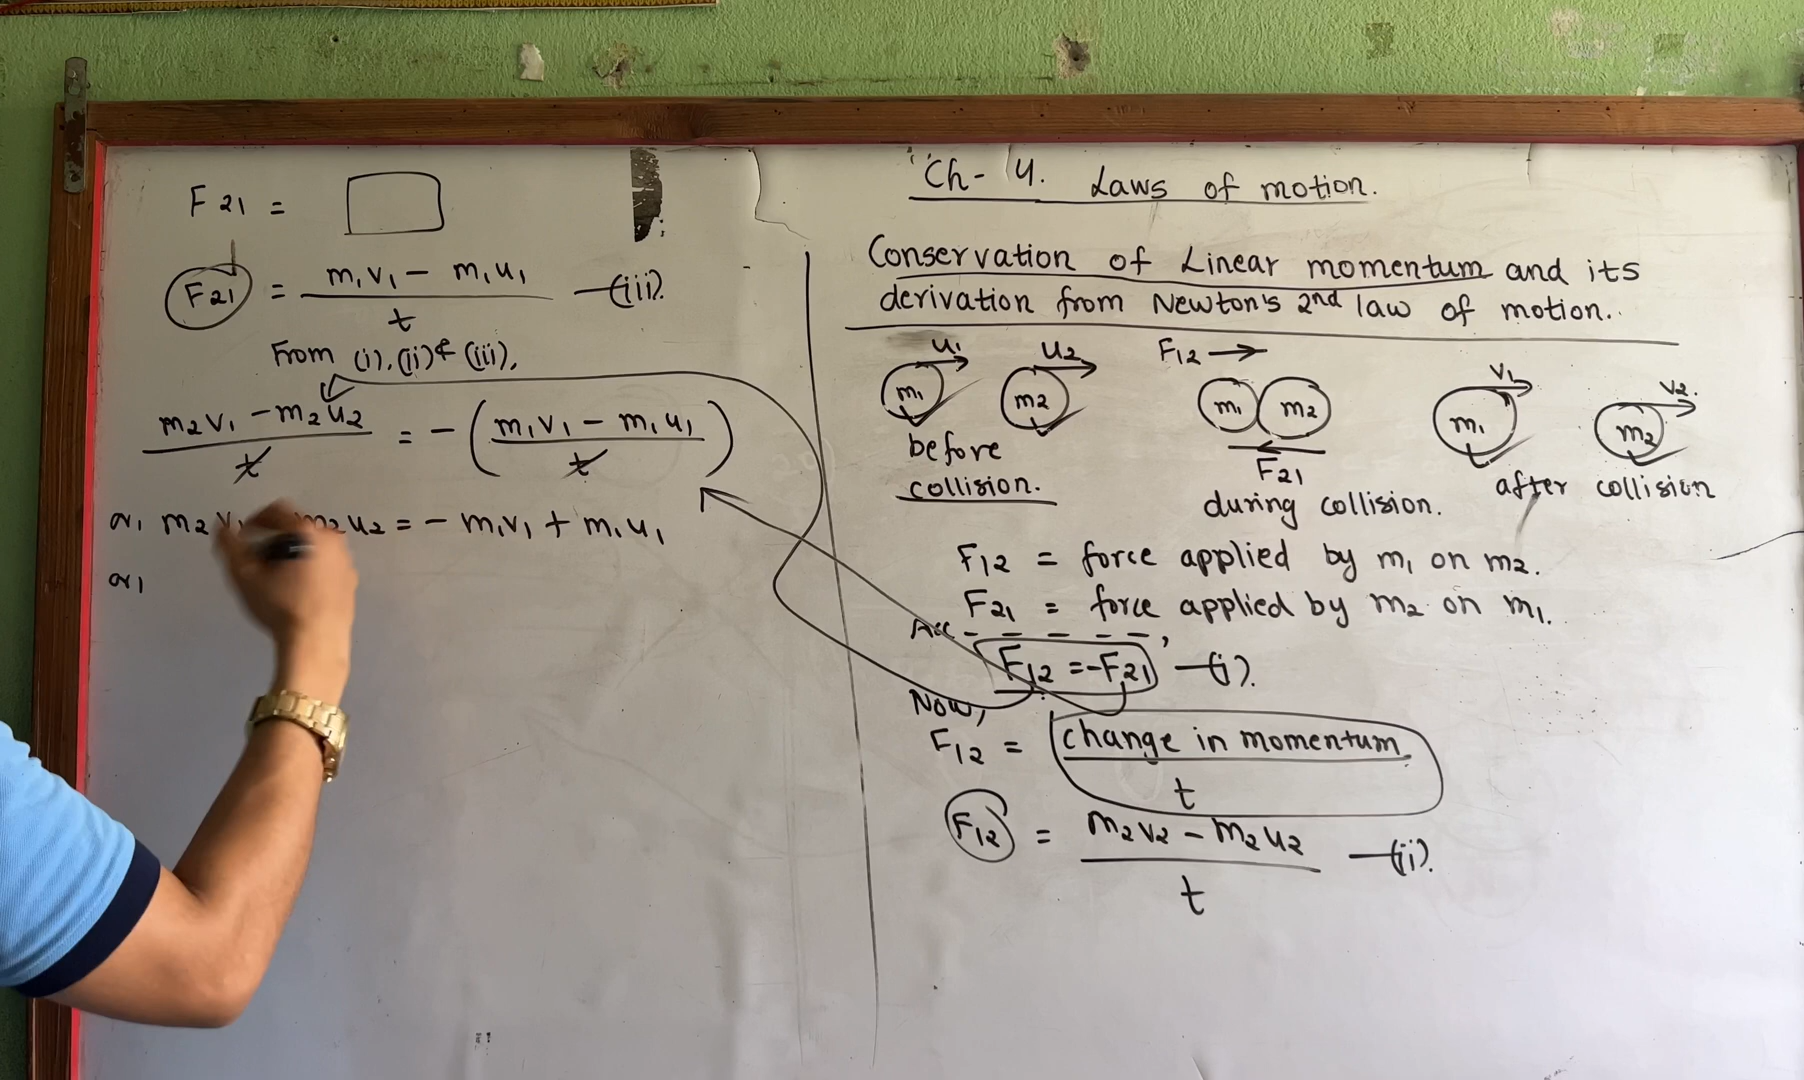 F21 =
F21 = m1v1 - m1u1 / t —(iii).
From (i), (ii) & (iii),
m2v1 - m2u2 / t = - ( m1v1 - m1u1 / t )
or, m2v1 m2u2 = - m1v1 + m1u1
or,
Ch- 4. Laws of motion.
Conservation of Linear momentum and its
derivation from Newton's 2nd law of motion.
u1 u2 F12 → v1 v2.
m1 m2 m1 m2 m1 m2
before
collision.
F21
during collision.
after collision
F12 = force applied by m1 on m2.
F21 = force applied by m2 on m1.
Acc - - - - - ,
F12 = -F21 —(i).
Now,
F12 = change in momentum / t
F12 = m2v2 - m2u2 / t —(ii).